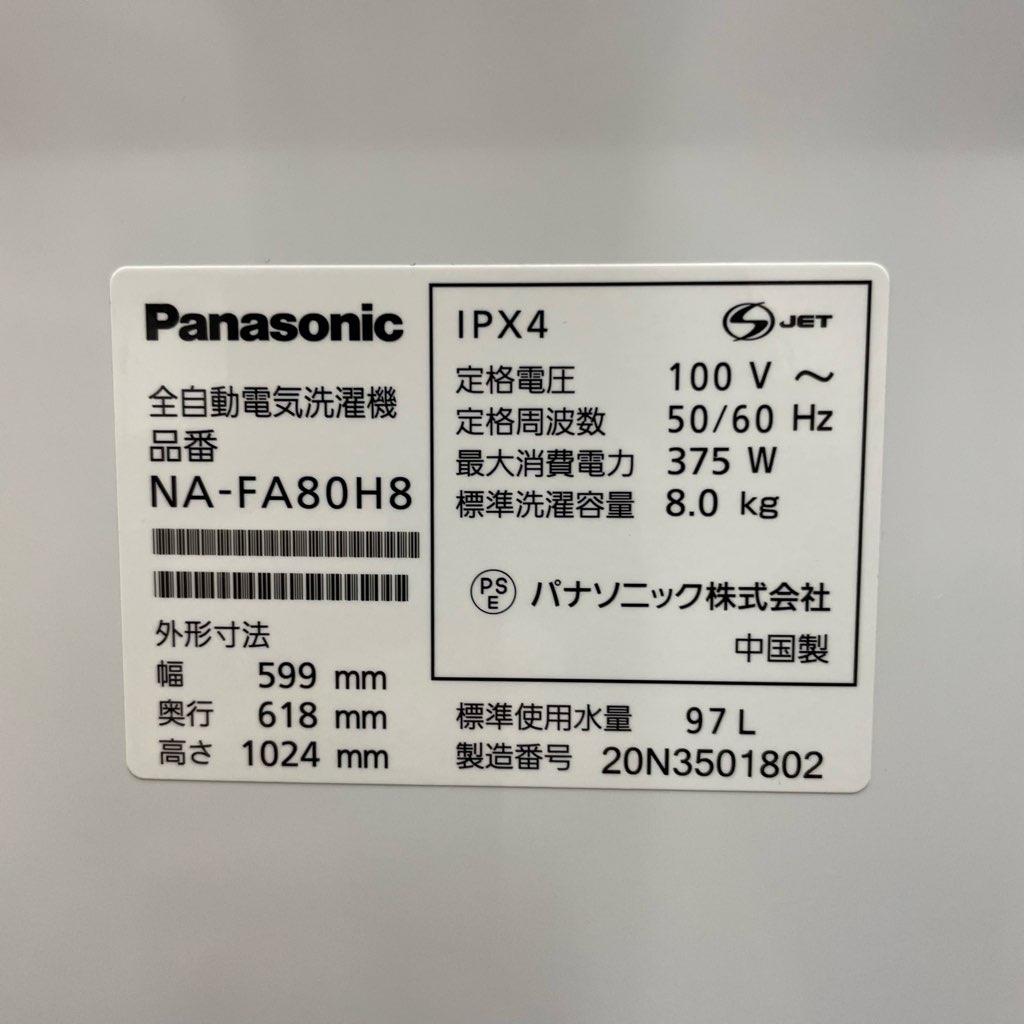 Panasonic
全自動電気洗濯機
品番
NA-FA80H8
外形寸法
幅 599 mm
奥行 618 mm
高さ 1024 mm
IPX4
S JET
定格電圧 100 V ～
定格周波数 50/60 Hz
最大消費電力 375 W
標準洗濯容量 8.0 kg
PS
E
パナソニック株式会社
中国製
標準使用水量 97 L
製造番号 20N3501802